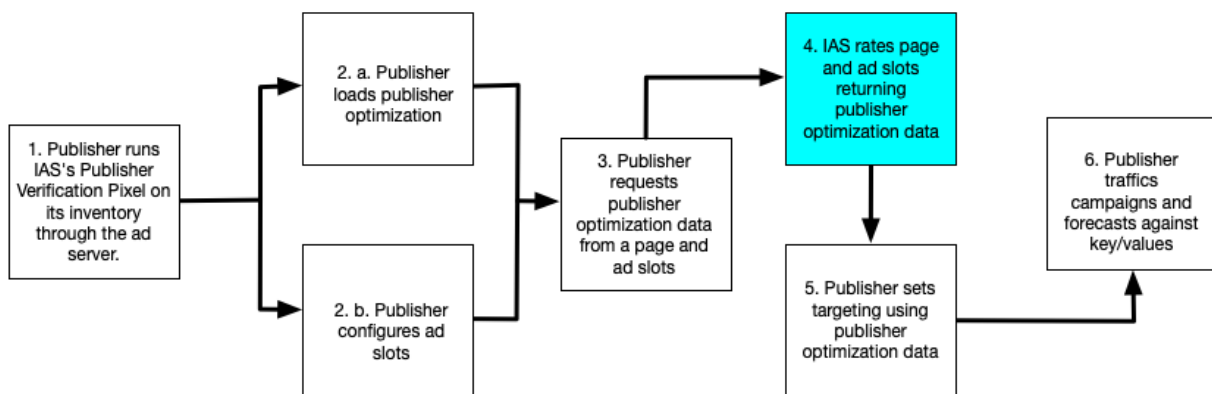 1. Publisher runs
IAS's Publisher
Verification Pixel on
its inventory
through the ad
server.
2. a. Publisher
loads publisher
optimization
2. b. Publisher
configures ad
slots
3. Publisher
requests
publisher
optimization data
from a page and
ad slots
4. IAS rates page
and ad slots
returning
publisher
optimization data
5. Publisher sets
targeting using
publisher
optimization data
6. Publisher
traffics
campaigns and
forecasts against
key/values